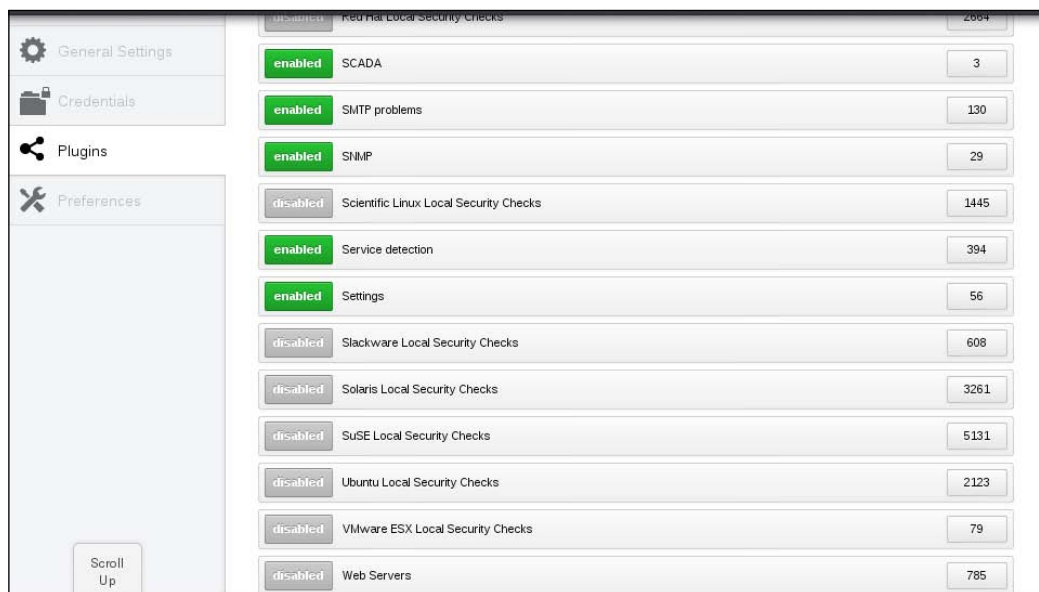 General Settings
Credentials
Plugins
Preferences
Scroll
Up
disabled Red Hat Local Security Checks 2664
enabled SCADA 3
enabled SMTP problems 130
enabled SNMP 29
disabled Scientific Linux Local Security Checks 1445
enabled Service detection 394
enabled Settings 56
disabled Slackware Local Security Checks 608
disabled Solaris Local Security Checks 3261
disabled SuSE Local Security Checks 5131
disabled Ubuntu Local Security Checks 2123
disabled VMware ESX Local Security Checks 79
disabled Web Servers 785